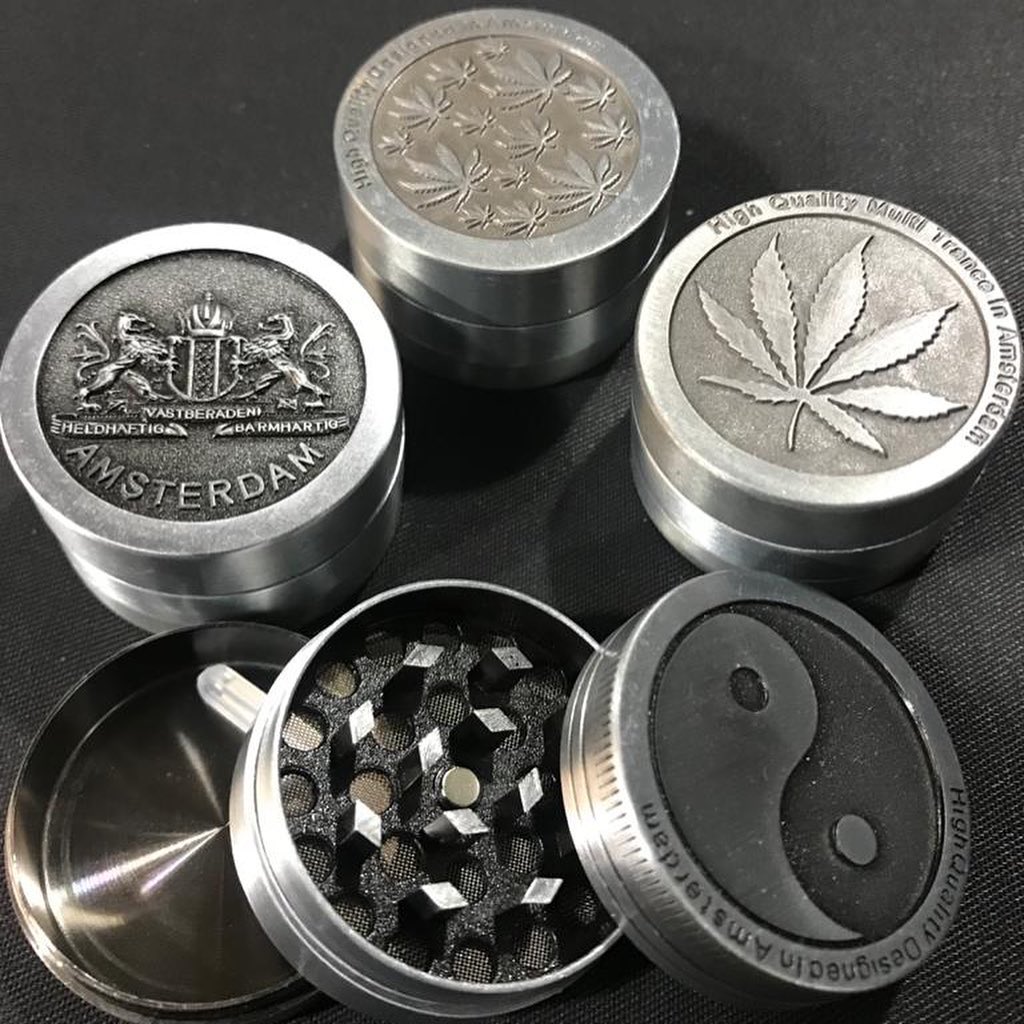 High Quality Designed in Amsterdam
High Quality Multi Trance In Amsterdam
VASTBERADEN
HELDHAFTIG BARMHARTIG
AMSTERDAM
High Quality Designed In Amsterdam